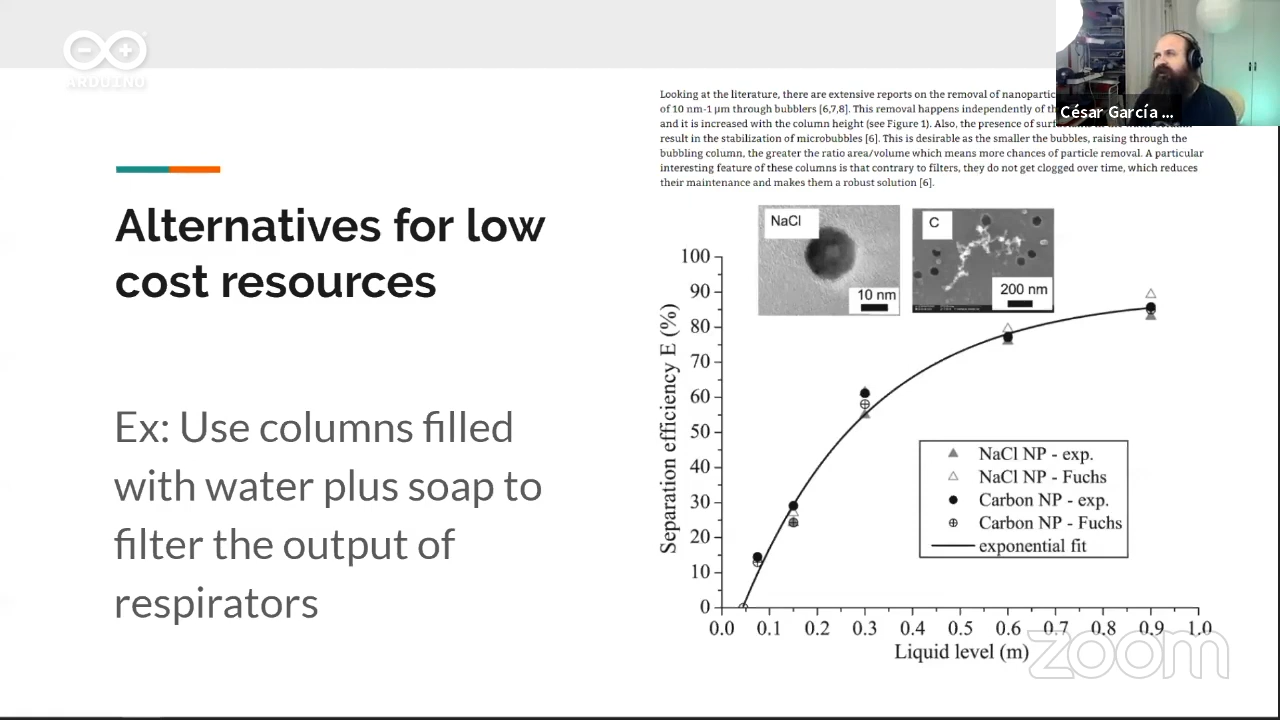 ARDUINO
César García ...
Alternatives for low
cost resources
Ex: Use columns filled
with water plus soap to
filter the output of
respirators
Looking at the literature, there are extensive reports on the removal of
of 10 nm-1 µm through bubblers [6,7,8]. This removal happens independently of
and it is increased with the column height (see Figure 1). Also, the presence of
result in the stabilization of microbubbles [6]. This is desirable as the smaller the bubbles, raising through the
bubbling column, the greater the ratio area/volume which means more chances of particle removal. A particular
interesting feature of these columns is that contrary to filters, they do not get clogged over time, which reduces
their maintenance and makes them a robust solution [6].
NaCl
10 nm
C
200 nm
Separation efficiency E (%)
100
90
80
70
60
50
40
30
20
10
0
NaCl NP - exp.
NaCl NP - Fuchs
Carbon NP - exp.
Carbon NP - Fuchs
exponential fit
0.0 0.1 0.2 0.3 0.4 0.5 0.6 0.7 0.8 0.9 1.0
Liquid level (m)
zoom